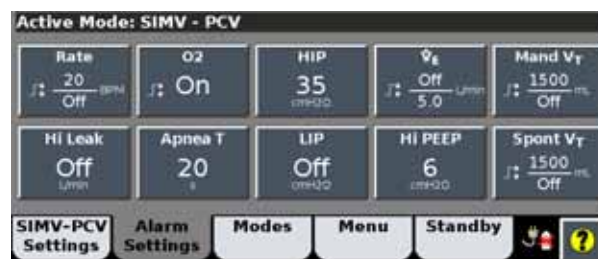 Active Mode: SIMV - PCV
Rate O2 HIP V̇E Mand VT
20 BPM On 35 Off L/min 1500 mL
Off cmH2O 5.0 Off
Hi Leak Apnea T LIP Hi PEEP Spont VT
Off 20 Off 6 1500 mL
L/min s cmH2O cmH2O Off
SIMV-PCV Alarm Modes Menu Standby
Settings Settings ?